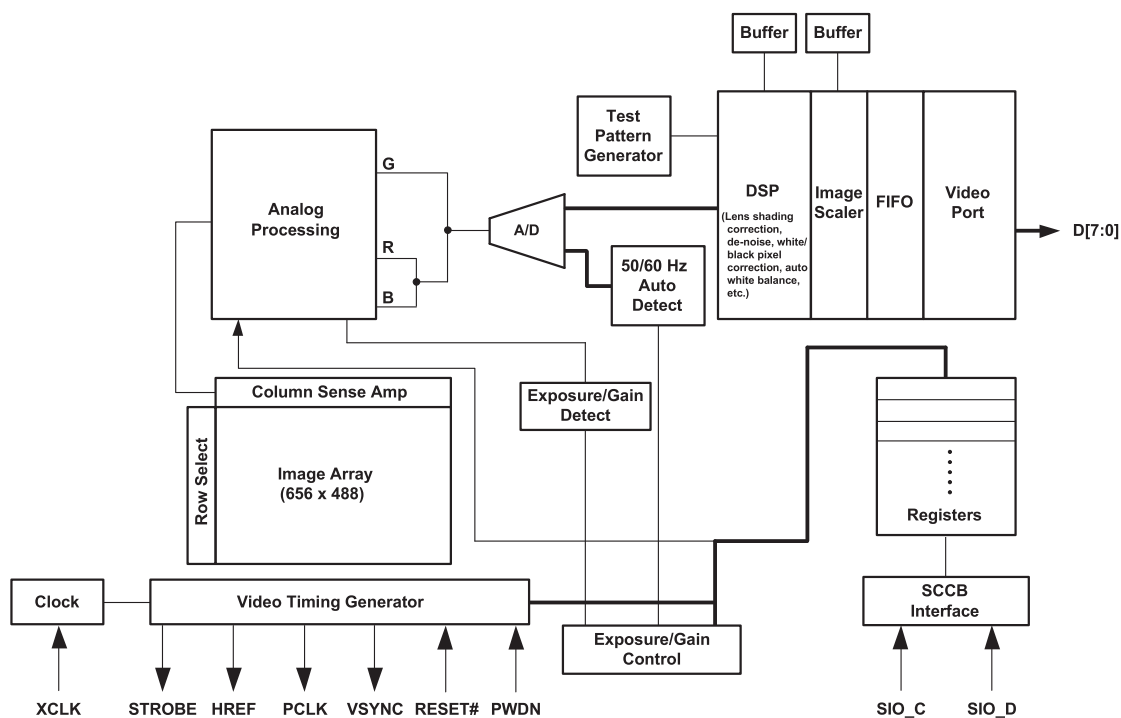 Buffer
Buffer
Test
Pattern
Generator
Analog
Processing
G
R
B
A/D
50/60 Hz
Auto
Detect
DSP
(Lens shading
correction,
de-noise, white/
black pixel
correction, auto
white balance,
etc.)
Image
Scaler
FIFO
Video
Port
D[7:0]
Column Sense Amp
Row Select
Image Array
(656 x 488)
Exposure/Gain
Detect
Registers
Clock
Video Timing Generator
Exposure/Gain
Control
SCCB
Interface
XCLK
STROBE
HREF
PCLK
VSYNC
RESET#
PWDN
SIO_C
SIO_D